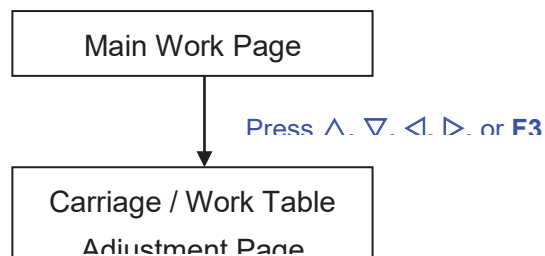 Main Work Page
Press △, ▽, ◁, ▷, or F3
Carriage / Work Table
Adjustment Page